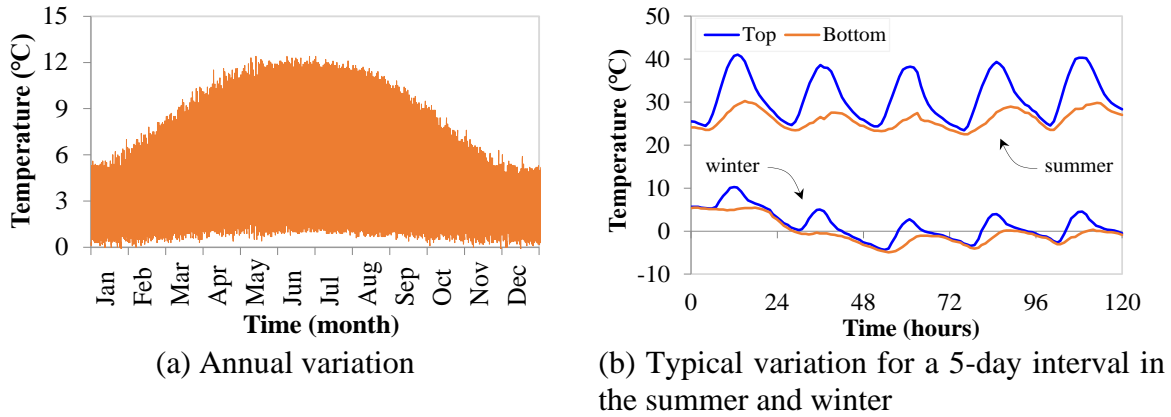 15
12
9
6
3
0
Temperature (°C)
Jan
Feb
Mar
Apr
May
Jun
Jul
Aug
Sep
Oct
Nov
Dec
Time (month)
(a) Annual variation
50
40
30
20
10
0
-10
Temperature (°C)
Top
Bottom
winter
summer
0
24
48
72
96
120
Time (hours)
(b) Typical variation for a 5-day interval in
the summer and winter